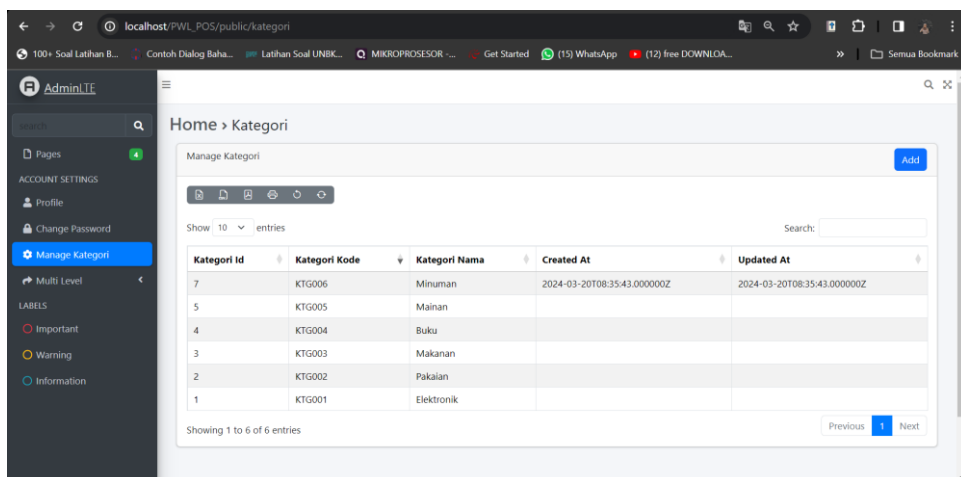 localhost/PWL_POS/public/kategori
100+ Soal Latihan B... Contoh Dialog Baha... Latihan Soal UNBK... MIKROPROSESOR -... Get Started (15) WhatsApp (12) free DOWNLOA... » Semua Bookmark
AdminLTE
search
Pages 4
ACCOUNT SETTINGS
Profile
Change Password
Manage Kategori
Multi Level
LABELS
Important
Warning
Information
Home > Kategori
Manage Kategori Add
Show 10 entries Search:
Kategori Id Kategori Kode Kategori Nama Created At Updated At
7 KTG006 Minuman 2024-03-20T08:35:43.000000Z 2024-03-20T08:35:43.000000Z
5 KTG005 Mainan
4 KTG004 Buku
3 KTG003 Makanan
2 KTG002 Pakaian
1 KTG001 Elektronik
Showing 1 to 6 of 6 entries Previous 1 Next